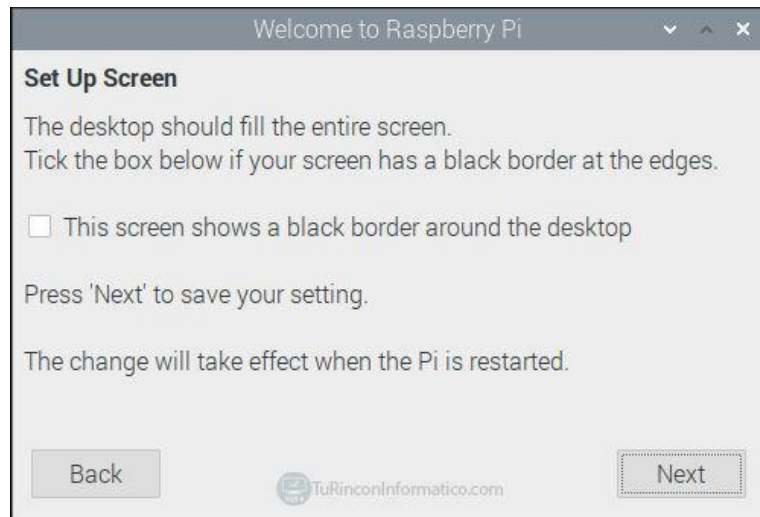 Welcome to Raspberry Pi
Set Up Screen
The desktop should fill the entire screen.
Tick the box below if your screen has a black border at the edges.
This screen shows a black border around the desktop
Press 'Next' to save your setting.
The change will take effect when the Pi is restarted.
Back
TuRinconInformatico.com
Next